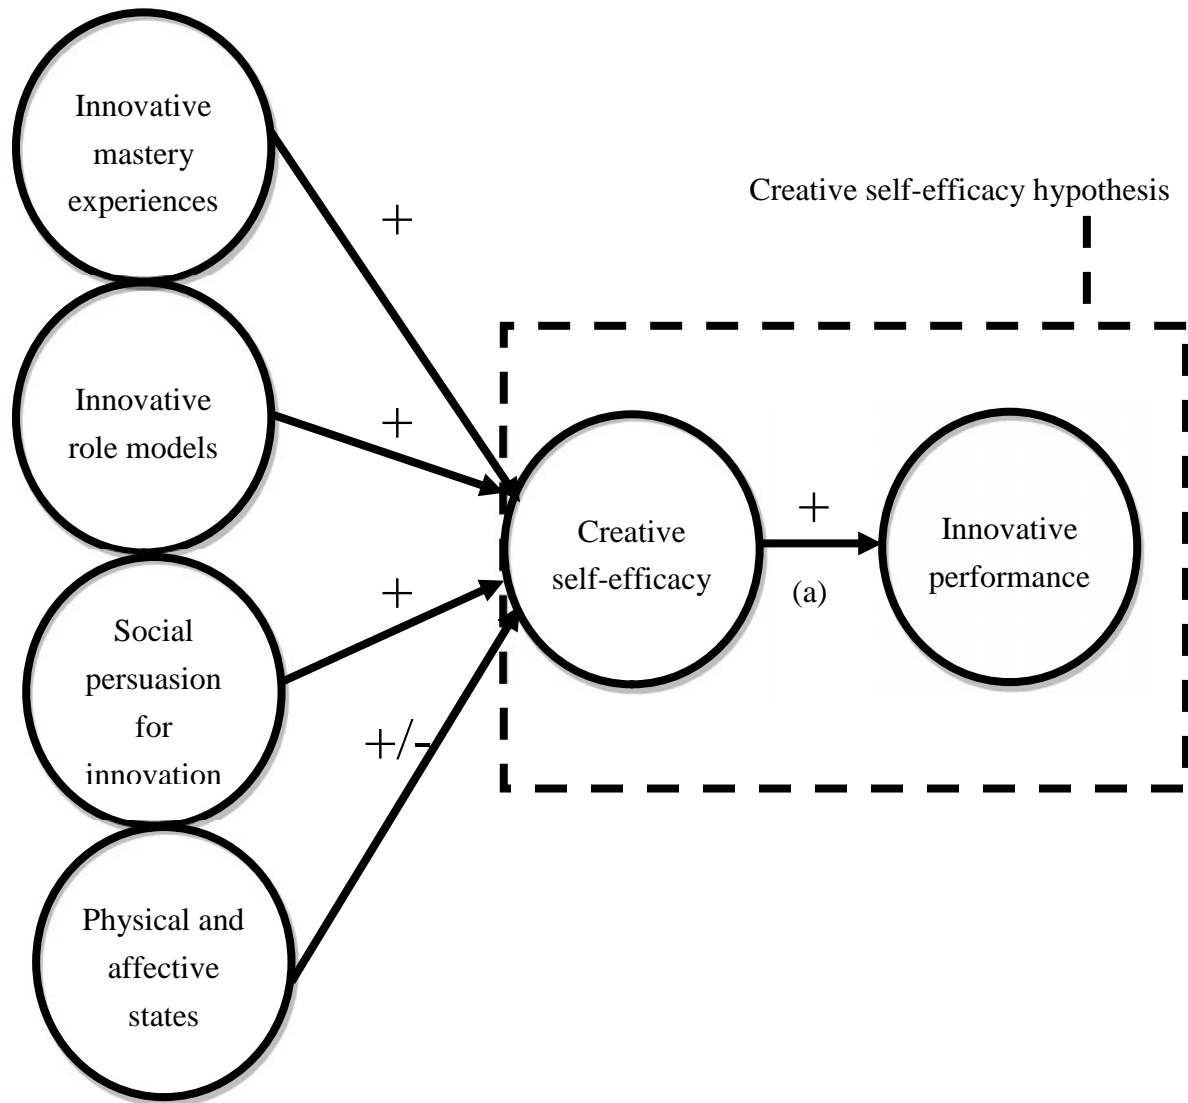 Innovative
mastery
experiences
+
Creative self-efficacy hypothesis
Innovative
role models
+
Social
persuasion
for
innovation
+
Physical and
affective
states
+/-
Creative
self-efficacy
+
(a)
Innovative
performance